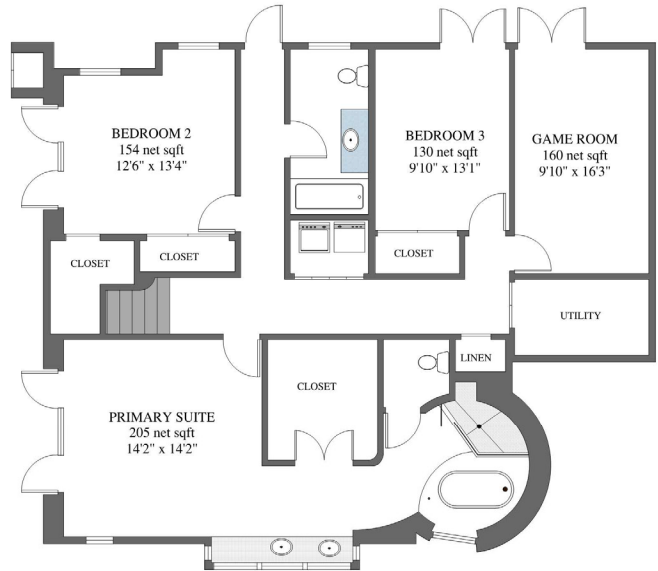 BEDROOM 2
154 net sqft
12'6" x 13'4"
BEDROOM 3
130 net sqft
9'10" x 13'1"
GAME ROOM
160 net sqft
9'10" x 16'3"
CLOSET
CLOSET
CLOSET
UTILITY
LINEN
CLOSET
PRIMARY SUITE
205 net sqft
14'2" x 14'2"